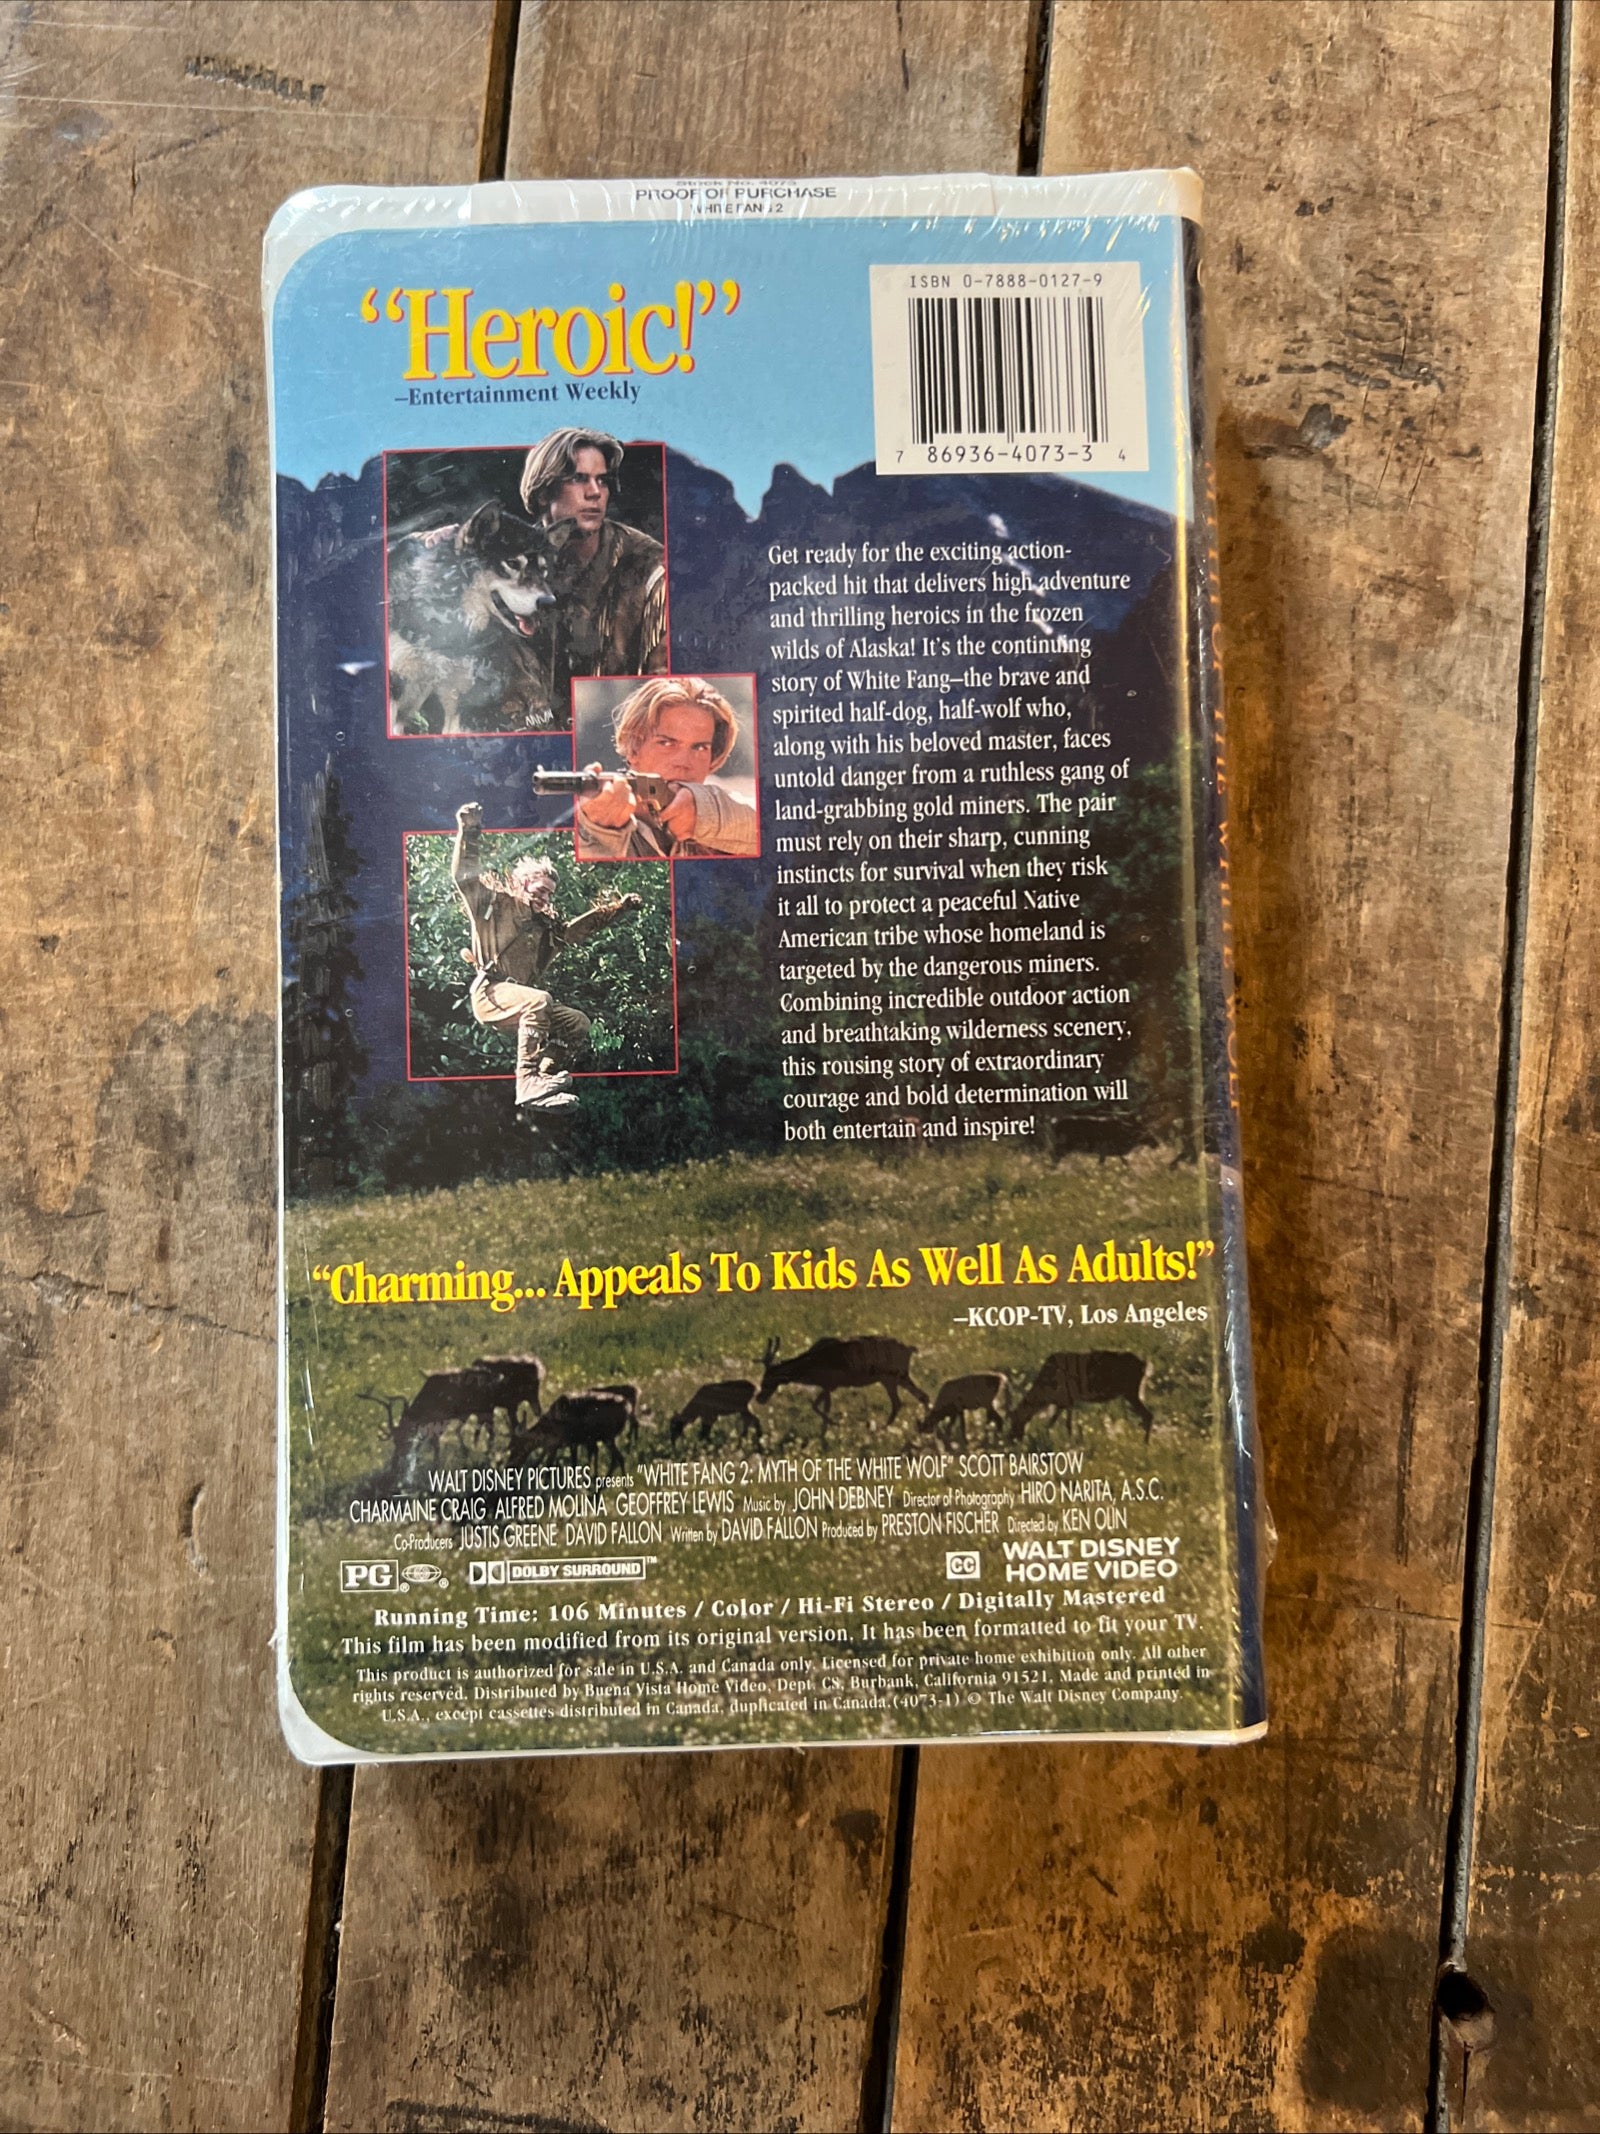 Stock No. 4073
PROOF OF PURCHASE
WHITE FANG 2
"Heroic!"
–Entertainment Weekly
ISBN 0-7888-0127-9
7 86936-4073-3 4
Get ready for the exciting action-
packed hit that delivers high adventure
and thrilling heroics in the frozen
wilds of Alaska! It's the continuing
story of White Fang–the brave and
spirited half-dog, half-wolf who,
along with his beloved master, faces
untold danger from a ruthless gang of
land-grabbing gold miners. The pair
must rely on their sharp, cunning
instincts for survival when they risk
it all to protect a peaceful Native
American tribe whose homeland is
targeted by the dangerous miners.
Combining incredible outdoor action
and breathtaking wilderness scenery,
this rousing story of extraordinary
courage and bold determination will
both entertain and inspire!
"Charming... Appeals To Kids As Well As Adults!"
–KCOP-TV, Los Angeles
WALT DISNEY PICTURES presents "WHITE FANG 2: MYTH OF THE WHITE WOLF" SCOTT BAIRSTOW
CHARMAINE CRAIG ALFRED MOLINA GEOFFREY LEWIS Music by JOHN DEBNEY Director of Photography HIRO NARITA, A.S.C.
Co-Producers JUSTIS GREENE DAVID FALLON Written by DAVID FALLON Produced by PRESTON FISCHER Directed by KEN OLIN
PG ® ® DOLBY SURROUND™ CC WALT DISNEY
HOME VIDEO
Running Time: 106 Minutes / Color / Hi-Fi Stereo / Digitally Mastered
This film has been modified from its original version. It has been formatted to fit your TV.
This product is authorized for sale in U.S.A. and Canada only. Licensed for private home exhibition only. All other
rights reserved. Distributed by Buena Vista Home Video, Dept. CS, Burbank, California 91521. Made and printed in
U.S.A., except cassettes distributed in Canada, duplicated in Canada.(4073-1) © The Walt Disney Company.